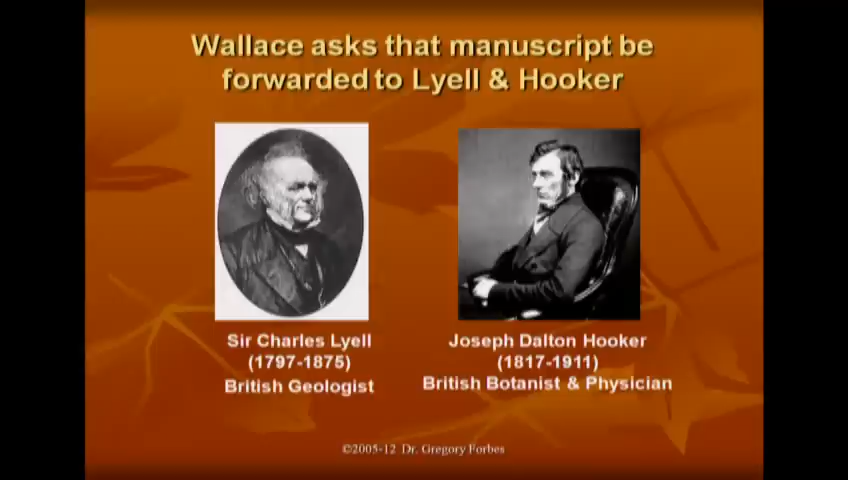 Wallace asks that manuscript be
forwarded to Lyell & Hooker
Sir Charles Lyell
(1797-1875)
British Geologist
Joseph Dalton Hooker
(1817-1911)
British Botanist & Physician
©2005-12 Dr. Gregory Forbes